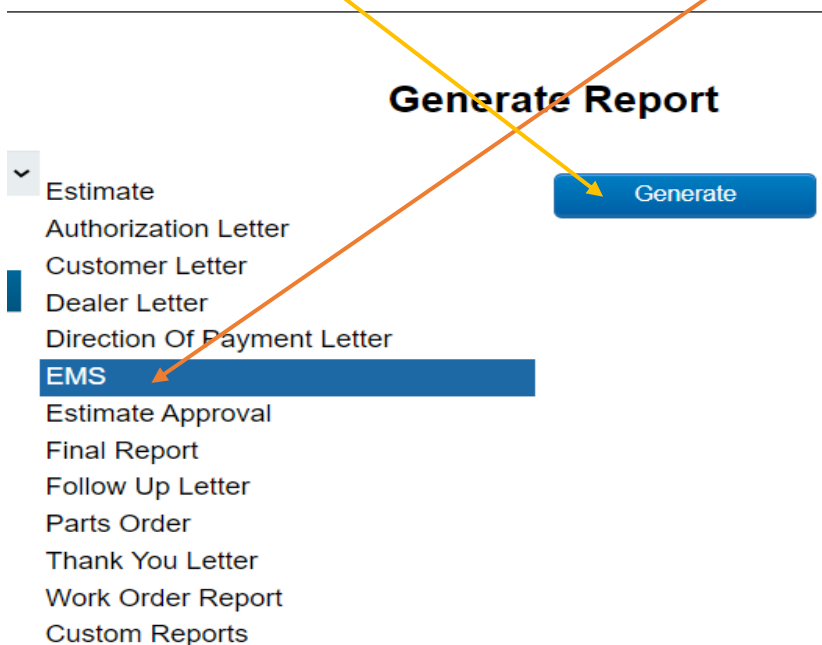 Generate Report
Estimate
Generate
Authorization Letter
Customer Letter
Dealer Letter
Direction Of Payment Letter
EMS
Estimate Approval
Final Report
Follow Up Letter
Parts Order
Thank You Letter
Work Order Report
Custom Reports